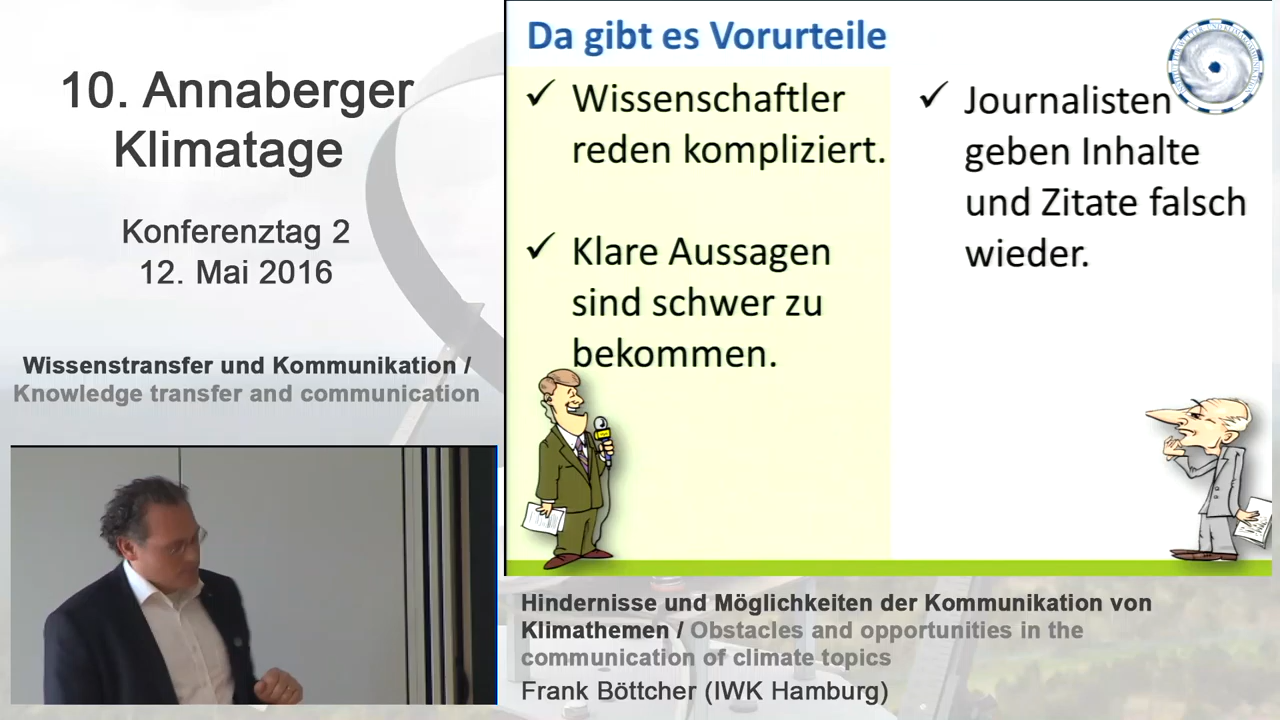 10. Annaberger
Klimatage
Konferenztag 2
12. Mai 2016
Wissenstransfer und Kommunikation /
Knowledge transfer and communication
Da gibt es Vorurteile
✓ Wissenschaftler
reden kompliziert.
✓ Klare Aussagen
sind schwer zu
bekommen.
✓ Journalisten
geben Inhalte
und Zitate falsch
wieder.
Hindernisse und Möglichkeiten der Kommunikation von
Klimathemen / Obstacles and opportunities in the
communication of climate topics
Frank Böttcher (IWK Hamburg)